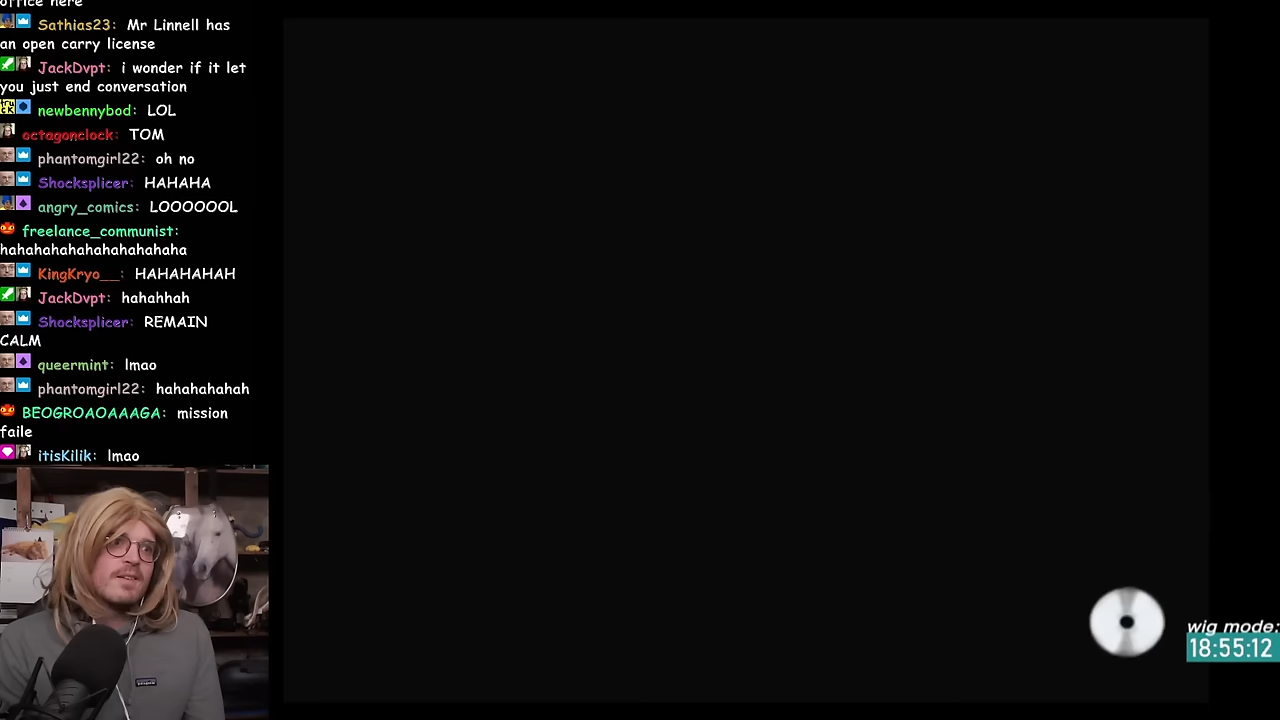 office here
Sathias23: Mr Linnell has
an open carry license
JackDvpt: i wonder if it let
you just end conversation
newbennybod: LOL
octagonclock: TOM
phantomgirl22: oh no
Shocksplicer: HAHAHA
angry_comics: LOOOOOOL
freelance_communist:
hahahahahahahahahaha
KingKryo__: HAHAHAHAH
JackDvpt: hahahhah
Shocksplicer: REMAIN
CALM
queermint: lmao
phantomgirl22: hahahahahah
BEOGROAOAAAGA: mission
faile
itisKilik: lmao
wig mode:
18:55:12